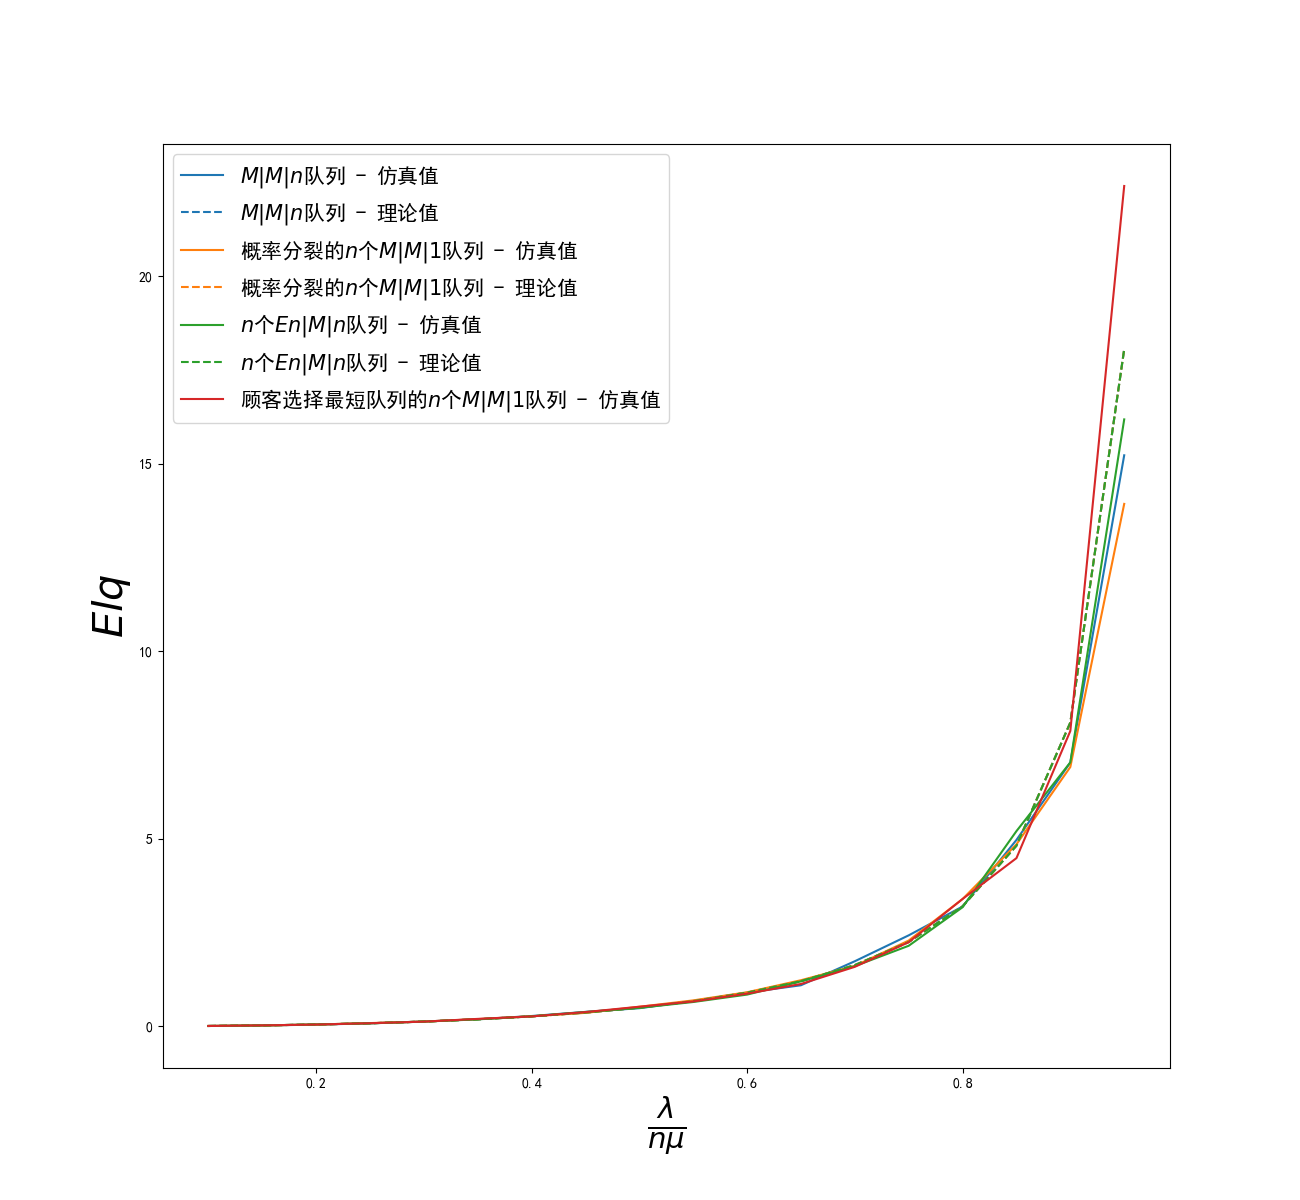 M|M|n队列 - 仿真值
M|M|n队列 - 理论值
概率分裂的n个M|M|1队列 - 仿真值
概率分裂的n个M|M|1队列 - 理论值
n个En|M|n队列 - 仿真值
n个En|M|n队列 - 理论值
顾客选择最短队列的n个M|M|1队列 - 仿真值
20
15
10
5
0
Elq
0.2 0.4 0.6 0.8
λ
nμ